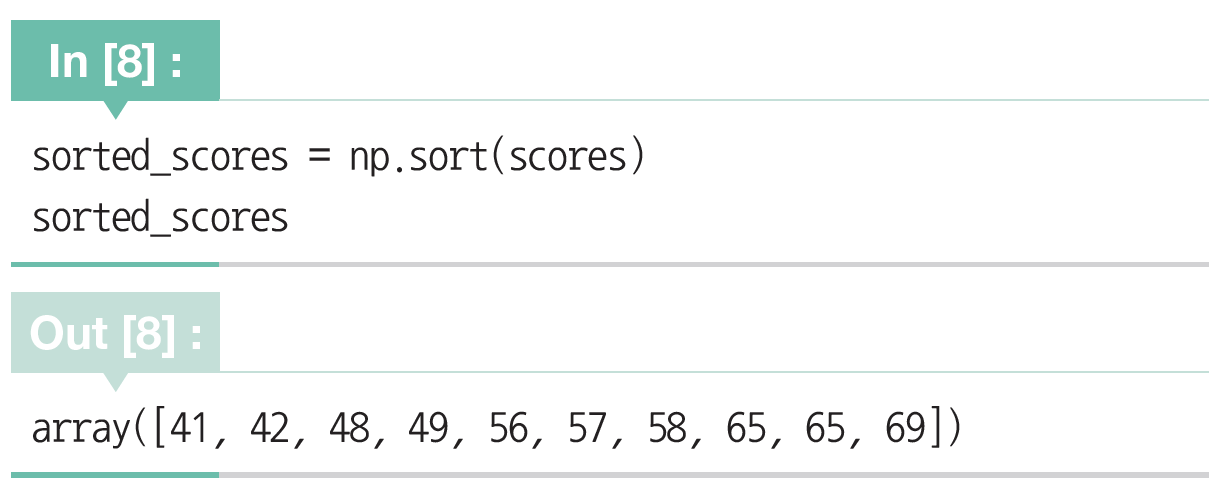 In [8] :
sorted_scores = np.sort(scores)
sorted_scores
Out [8] :
array([41, 42, 48, 49, 56, 57, 58, 65, 65, 69])